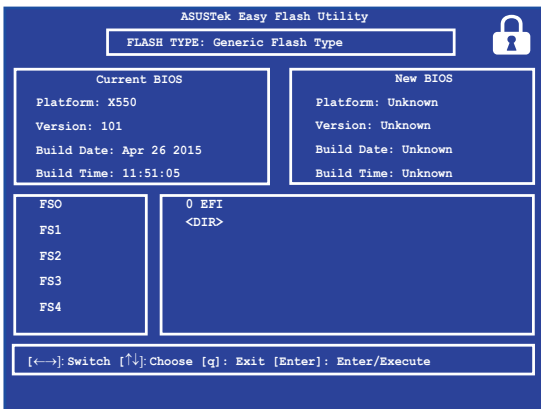 ASUSTek Easy Flash Utility
FLASH TYPE: Generic Flash Type
Current BIOS
Platform: X550
Version: 101
Build Date: Apr 26 2015
Build Time: 11:51:05
New BIOS
Platform: Unknown
Version: Unknown
Build Date: Unknown
Build Time: Unknown
FSO
FS1
FS2
FS3
FS4
0 EFI
<DIR>
[←→]: Switch [↑↓]: Choose [q]: Exit [Enter]: Enter/Execute